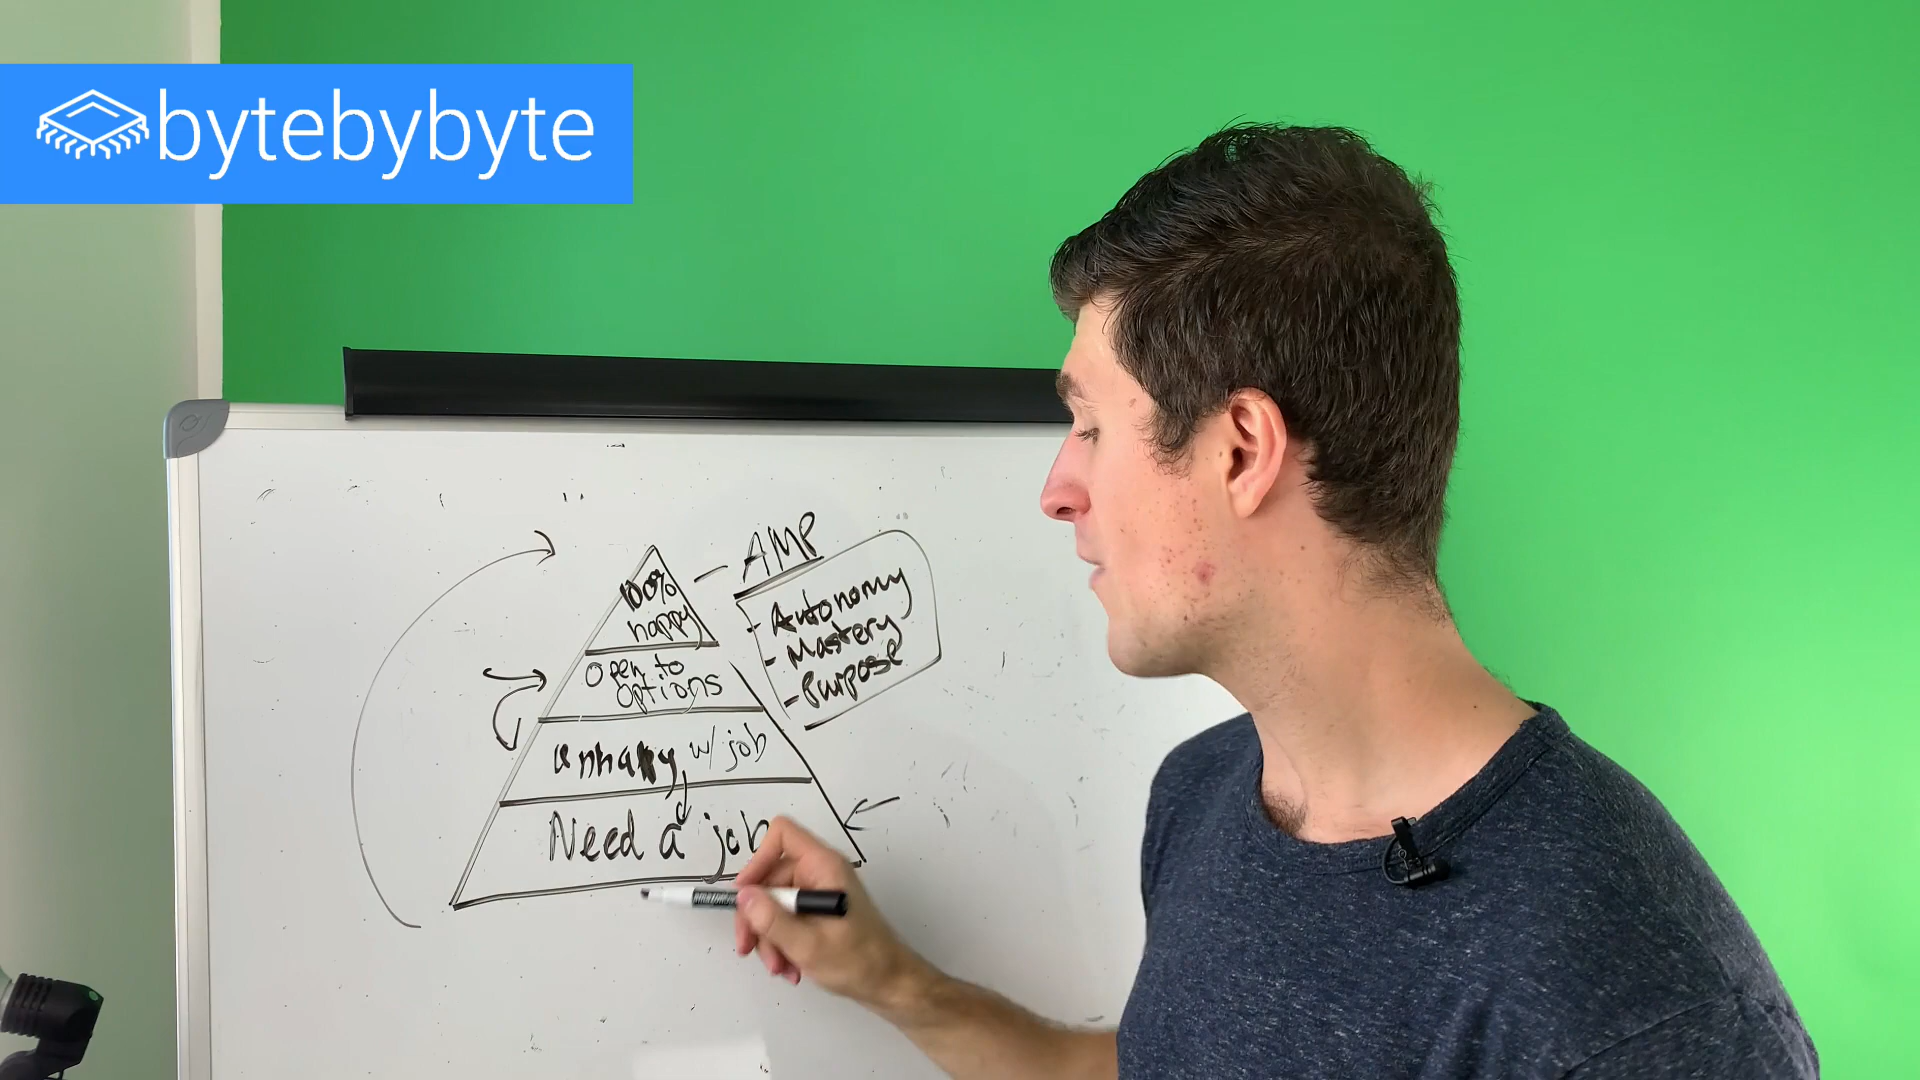 bytebybyte
AMP
100%
happy
- Autonomy
- Mastery
- Purpose
Open to
options
unhappy w/ job
Need a job